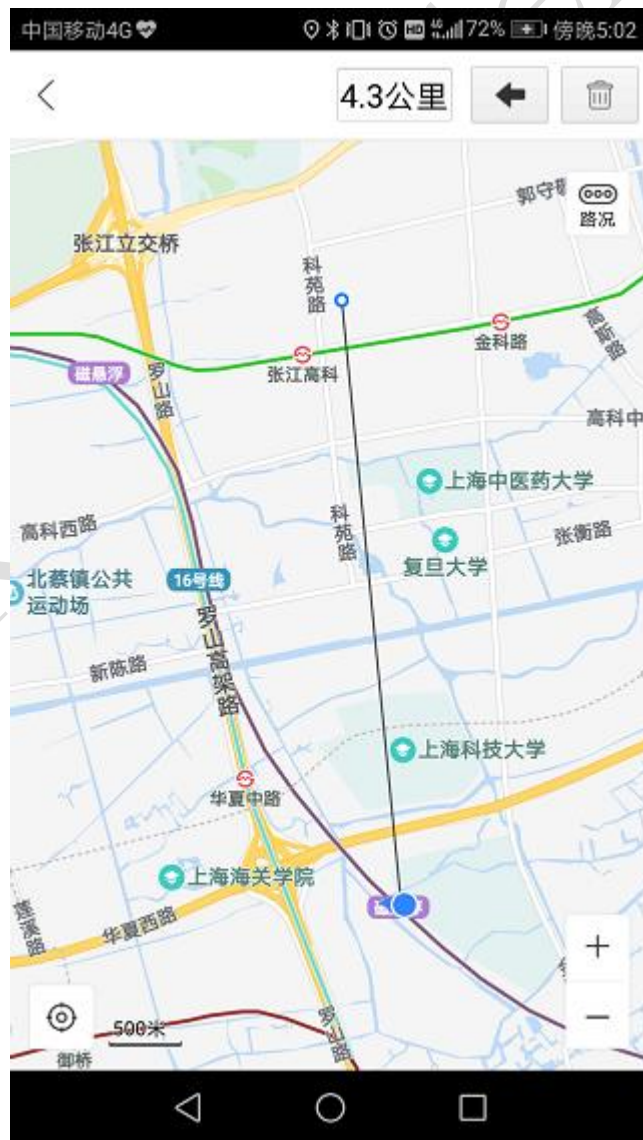 中国移动4G
HD
4G
72%
傍晚5:02
4.3公里
郭守
路况
张江立交桥
科苑路
金科路
高斯路
张江高科
磁悬浮
罗山路
高科中
上海中医药大学
科苑路
张衡路
高科西路
复旦大学
北蔡镇公共
运动场
16号线
罗山高架路
新陈路
上海科技大学
华夏中路
上海海关学院
莲溪路
华夏西路
500米
罗山路
御桥